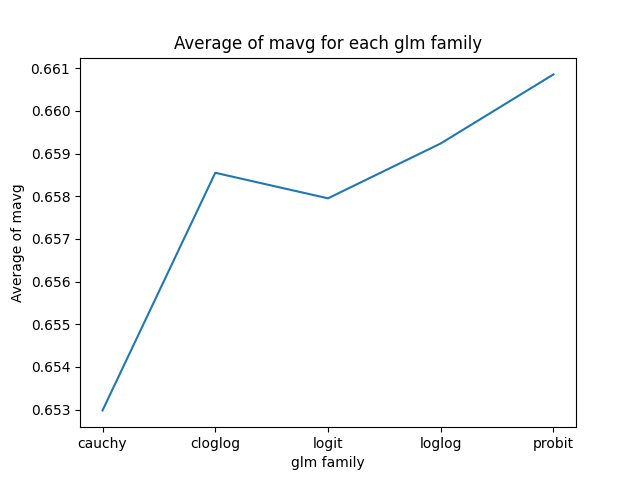 Average of mavg for each glm family
0.661
0.660
0.659
0.658
0.657
0.656
0.655
0.654
0.653
Average of mavg
cauchy cloglog logit loglog probit
glm family